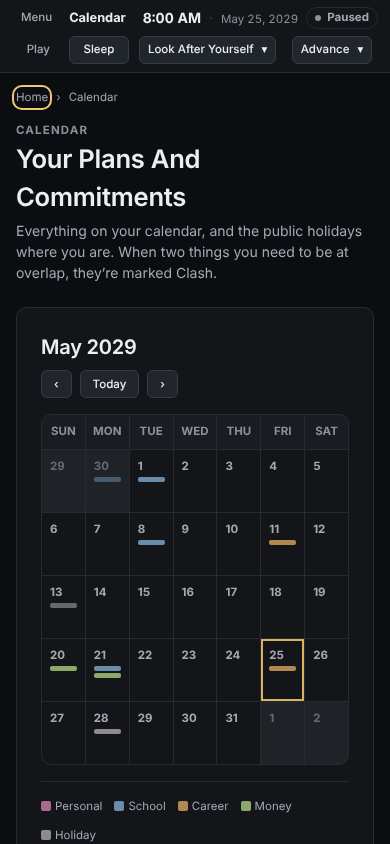 Menu Calendar 8:00 AM · May 25, 2029 Paused
Play Sleep Look After Yourself ▾ Advance ▾
Home › Calendar
CALENDAR
Your Plans And
Commitments
Everything on your calendar, and the public holidays
where you are. When two things you need to be at
overlap, they’re marked Clash.
May 2029
‹ Today ›
SUN MON TUE WED THU FRI SAT
29 30 1 2 3 4 5
6 7 8 9 10 11 12
13 14 15 16 17 18 19
20 21 22 23 24 25 26
27 28 29 30 31 1 2
Personal School Career Money
Holiday